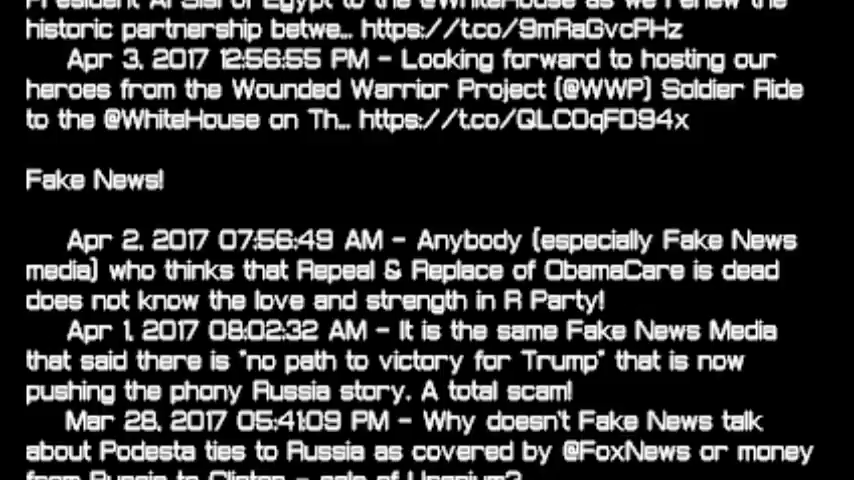 President Al Sisi of Egypt to the @WhiteHouse as we renew the
historic partnership betwe... https://t.co/9mRaGvcPHz
Apr 3, 2017 12:56:55 PM - Looking forward to hosting our
heroes from the Wounded Warrior Project (@WWP) Soldier Ride
to the @WhiteHouse on Th... https://t.co/QLC0qFD94x
Fake News!
Apr 2, 2017 07:56:49 AM - Anybody (especially Fake News
media) who thinks that Repeal & Replace of ObamaCare is dead
does not know the love and strength in R Party!
Apr 1, 2017 08:02:32 AM - It is the same Fake News Media
that said there is "no path to victory for Trump" that is now
pushing the phony Russia story. A total scam!
Mar 28, 2017 05:41:09 PM - Why doesn't Fake News talk
about Podesta ties to Russia as covered by @FoxNews or money
from Russia to Clinton - sale of Uranium?